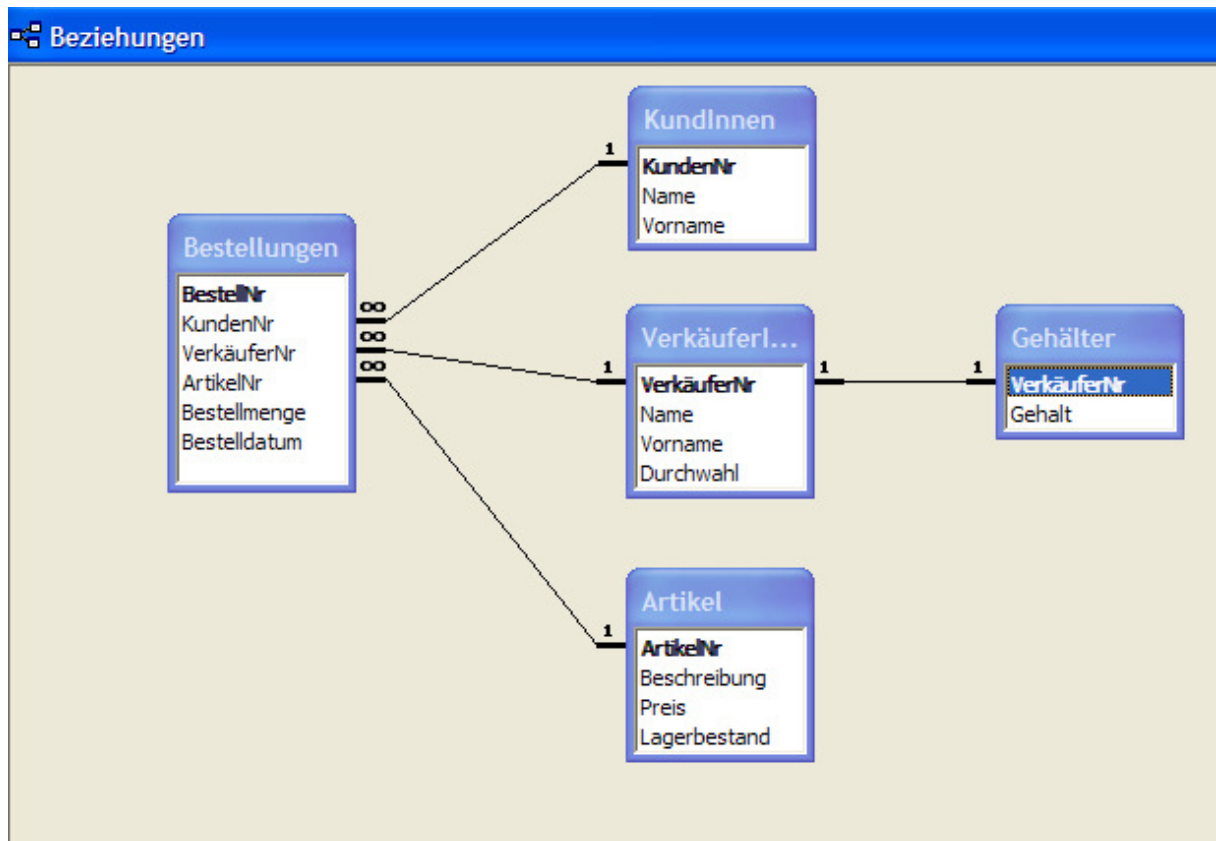 Beziehungen
KundInnen
KundenNr
Name
Vorname
Bestellungen
BestellNr
KundenNr
VerkäuferNr
ArtikelNr
Bestellmenge
Bestelldatum
∞
∞
∞
1
1
1
VerkäuferI...
VerkäuferNr
Name
Vorname
Durchwahl
1
1
Gehälter
VerkäuferNr
Gehalt
Artikel
ArtikelNr
Beschreibung
Preis
Lagerbestand